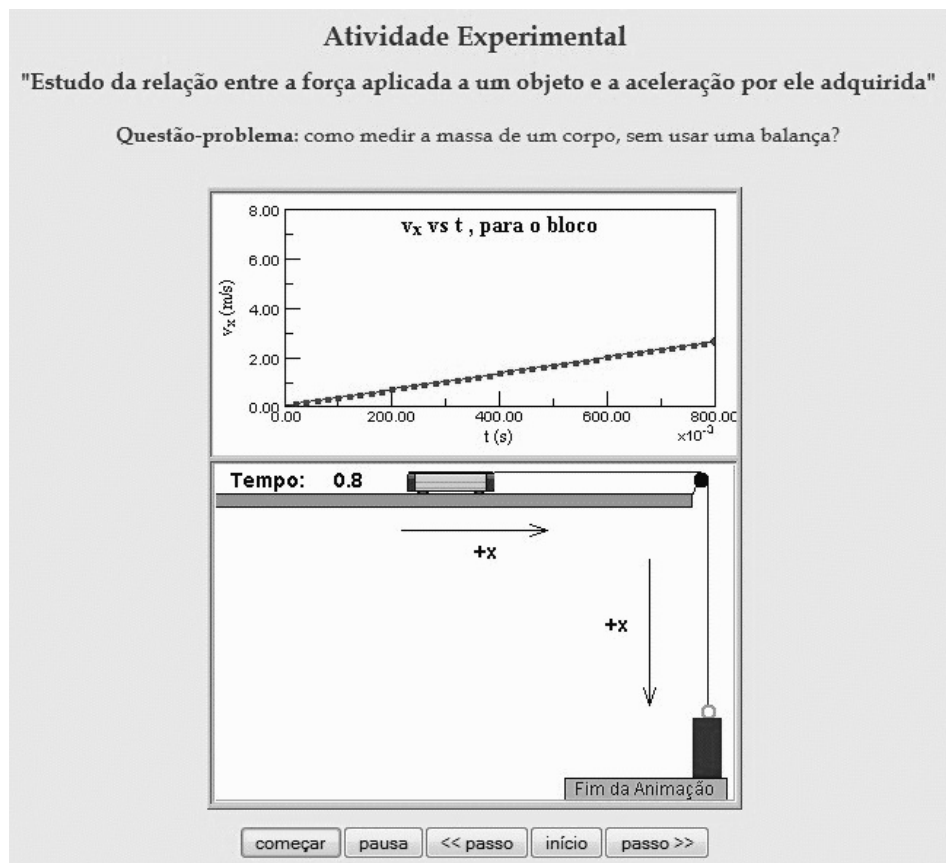 Atividade Experimental
"Estudo da relação entre a força aplicada a um objeto e a aceleração por ele adquirida"
Questão-problema: como medir a massa de um corpo, sem usar uma balança?
vx vs t , para o bloco
8.00
6.00
4.00
2.00
0.00
vx (m/s)
0.00 200.00 400.00 600.00 800.00
t (s)
x10-3
Tempo: 0.8
+x
+x
Fim da Animação
começar pausa << passo início passo >>